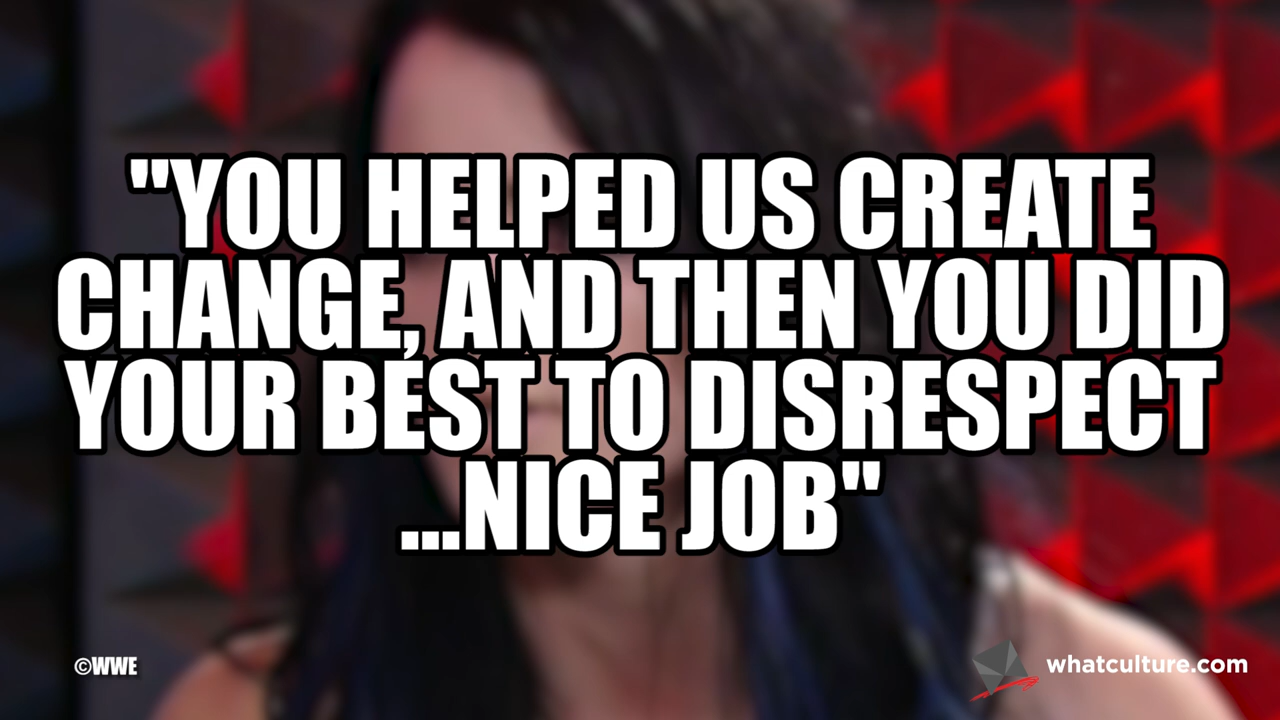 "YOU HELPED US CREATE
CHANGE, AND THEN YOU DID
YOUR BEST TO DISRESPECT
...NICE JOB"
©WWE
whatculture.com